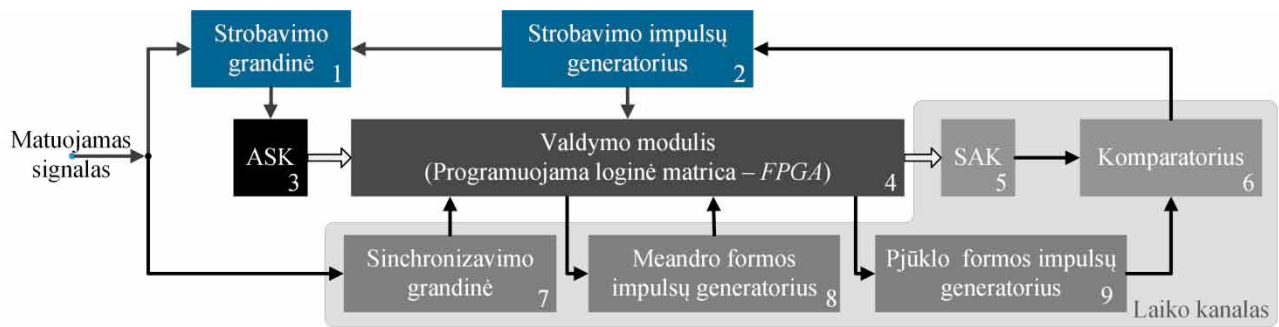 Strobavimo
grandinė
1
Strobavimo impulsų
generatorius
2
Matuojamas
signalas
ASK
3
Valdymo modulis
(Programuojama loginė matrica – FPGA)
4
SAK
5
Komparatorius
6
Sinchronizavimo
grandinė
7
Meandro formos
impulsų generatorius
8
Pjūklo formos impulsų
generatorius
9
Laiko kanalas